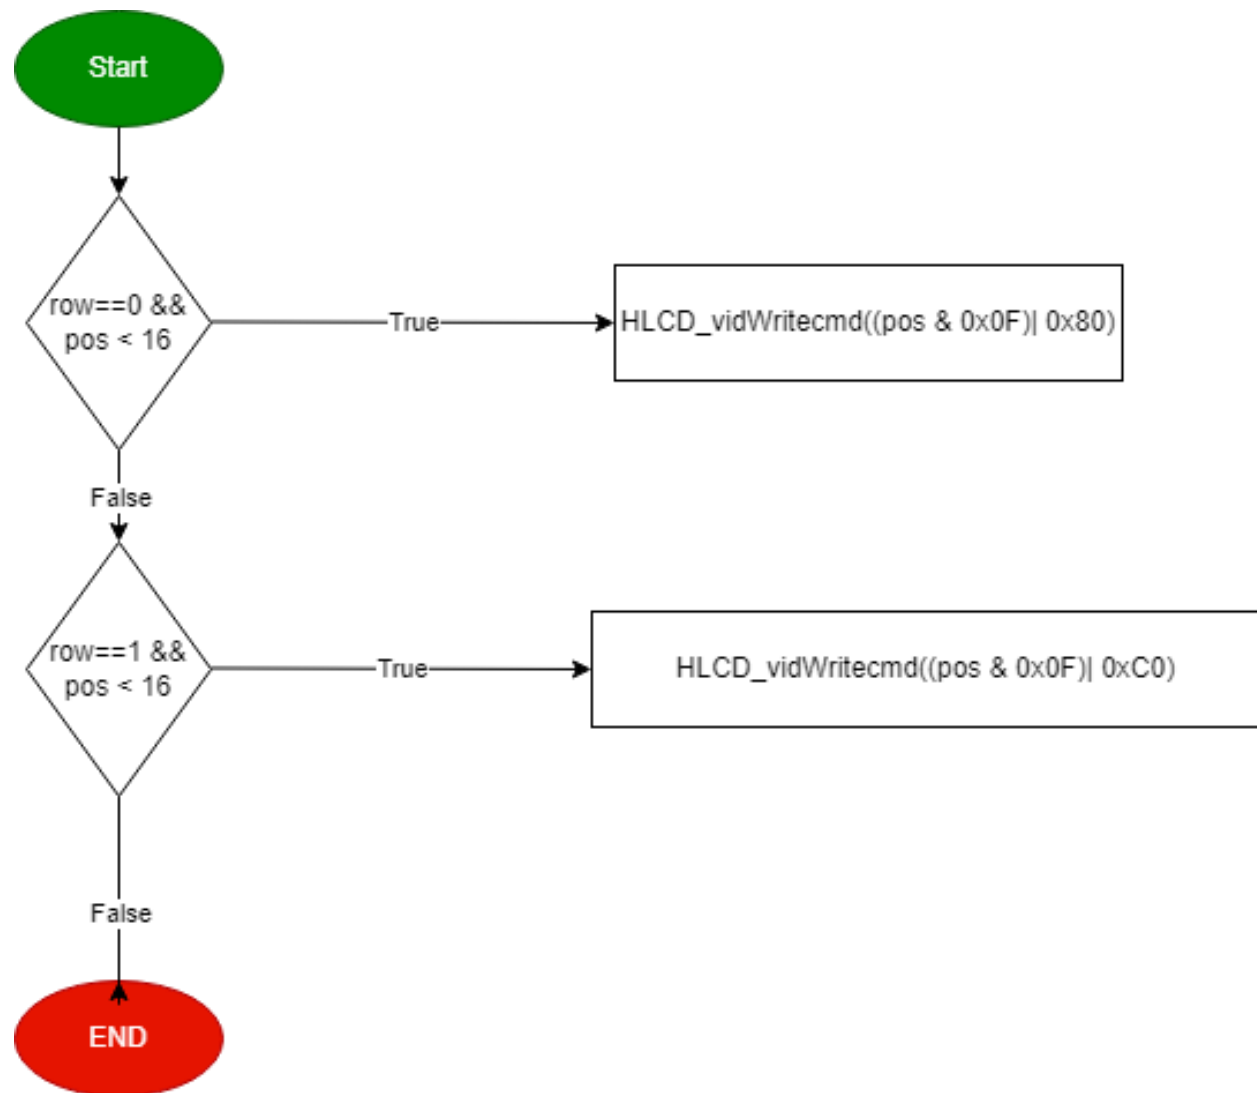 Start
row==0 &&
pos < 16
True
HLCD_vidWritecmd((pos & 0x0F)| 0x80)
False
row==1 &&
pos < 16
True
HLCD_vidWritecmd((pos & 0x0F)| 0xC0)
False
END